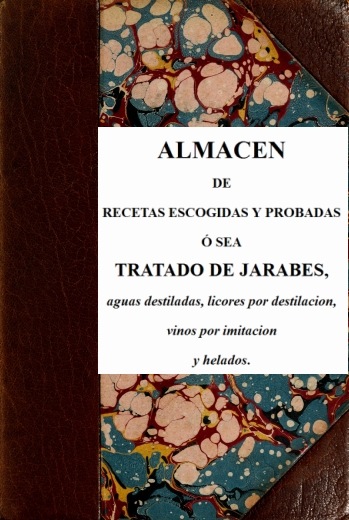 ALMACEN
DE
RECETAS ESCOGIDAS Y PROBADAS
Ó SEA
TRATADO DE JARABES,
aguas destiladas, licores por destilacion,
vinos por imitacion
y helados.